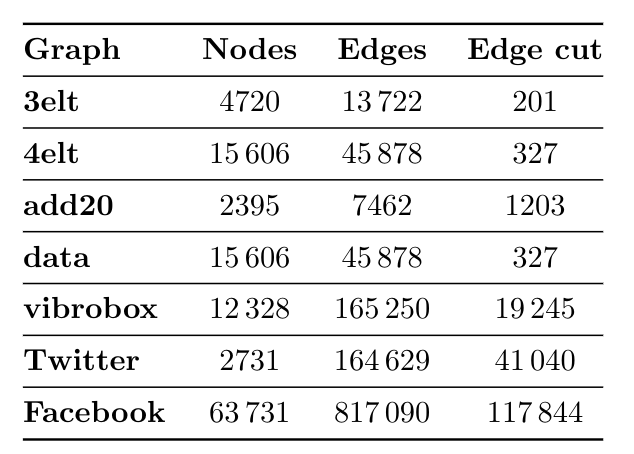 Graph Nodes Edges Edge cut
3elt 4720 13 722 201
4elt 15 606 45 878 327
add20 2395 7462 1203
data 15 606 45 878 327
vibrobox 12 328 165 250 19 245
Twitter 2731 164 629 41 040
Facebook 63 731 817 090 117 844